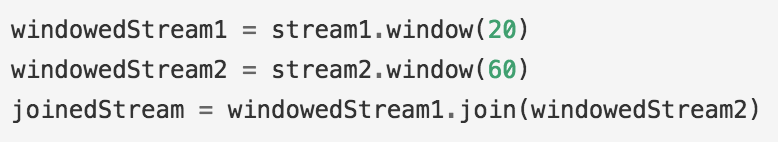 windowedStream1 = stream1.window(20)
windowedStream2 = stream2.window(60)
joinedStream = windowedStream1.join(windowedStream2)